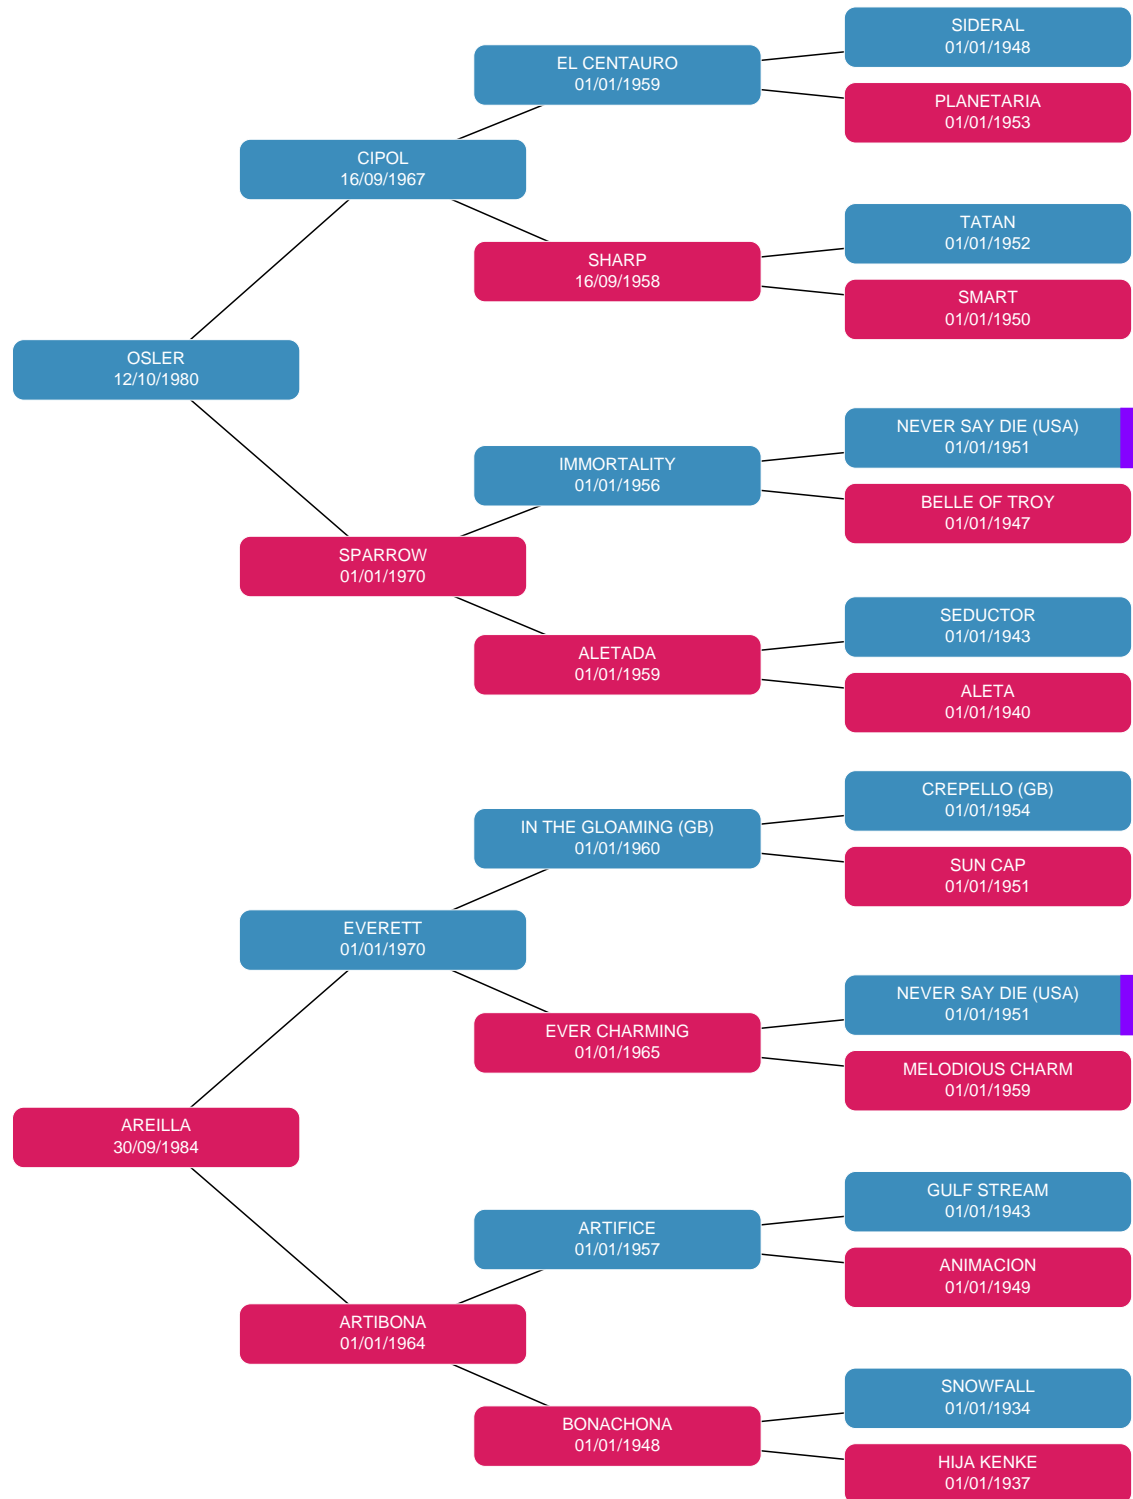 SIDERAL
01/01/1948
EL CENTAURO
01/01/1959
PLANETARIA
01/01/1953
CIPOL
16/09/1967
TATAN
01/01/1952
SHARP
16/09/1958
SMART
01/01/1950
OSLER
12/10/1980
NEVER SAY DIE (USA)
01/01/1951
IMMORTALITY
01/01/1956
BELLE OF TROY
01/01/1947
SPARROW
01/01/1970
SEDUCTOR
01/01/1943
ALETADA
01/01/1959
ALETA
01/01/1940
CREPELLO (GB)
01/01/1954
IN THE GLOAMING (GB)
01/01/1960
SUN CAP
01/01/1951
EVERETT
01/01/1970
NEVER SAY DIE (USA)
01/01/1951
EVER CHARMING
01/01/1965
MELODIOUS CHARM
01/01/1959
AREILLA
30/09/1984
GULF STREAM
01/01/1943
ARTIFICE
01/01/1957
ANIMACION
01/01/1949
ARTIBONA
01/01/1964
SNOWFALL
01/01/1934
BONACHONA
01/01/1948
HIJA KENKE
01/01/1937